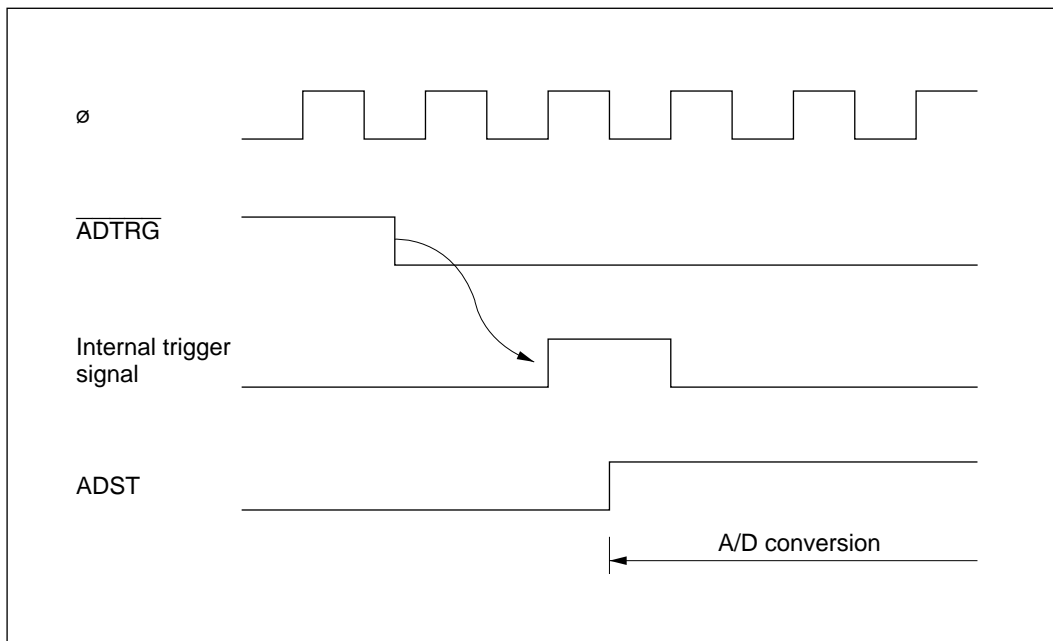 ø
ADTRG
Internal trigger
signal
ADST
A/D conversion